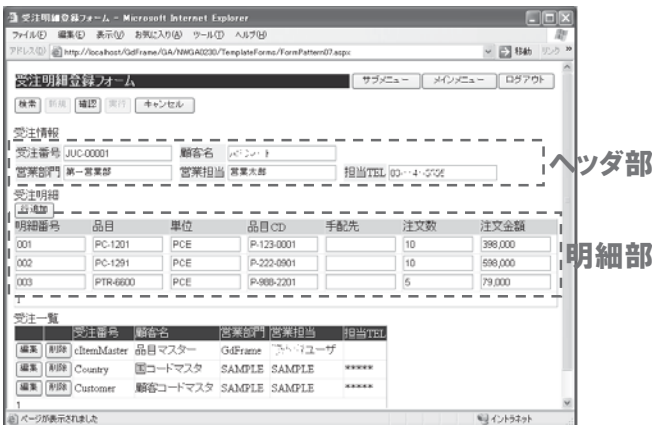 受注明細登録フォーム - Microsoft Internet Explorer
ファイル(F) 編集(E) 表示(V) お気に入り(A) ツール(T) ヘルプ(H)
アドレス(D) http://localhost/GdFrame/GA/NWGA0230/TemplateForms/FormPattern07.aspx 移動 リンク »
受注明細登録フォーム サブメニュー メインメニュー ログアウト
検索 新規 確認 実行 キャンセル
受注情報
受注番号 JUC-00001 顧客名
営業部門 第一営業部 営業担当 営業太郎 担当TEL
ヘッダ部
受注明細
行追加
明細番号 品目 単位 品目CD 手配先 注文数 注文金額
001 PC-1201 PCE P-123-0001 10 398,000
002 PC-1291 PCE P-222-0901 10 598,000
003 PTR-6600 PCE P-988-2201 5 79,000
明細部
1
受注一覧
受注番号 顧客名 営業部門 営業担当 担当TEL
編集 削除 cItemMaster 品目マスター GdFrame ユーザ
編集 削除 Country 国コードマスタ SAMPLE SAMPLE *****
編集 削除 Customer 顧客コードマスタ SAMPLE SAMPLE *****
1
ページが表示されました イントラネット